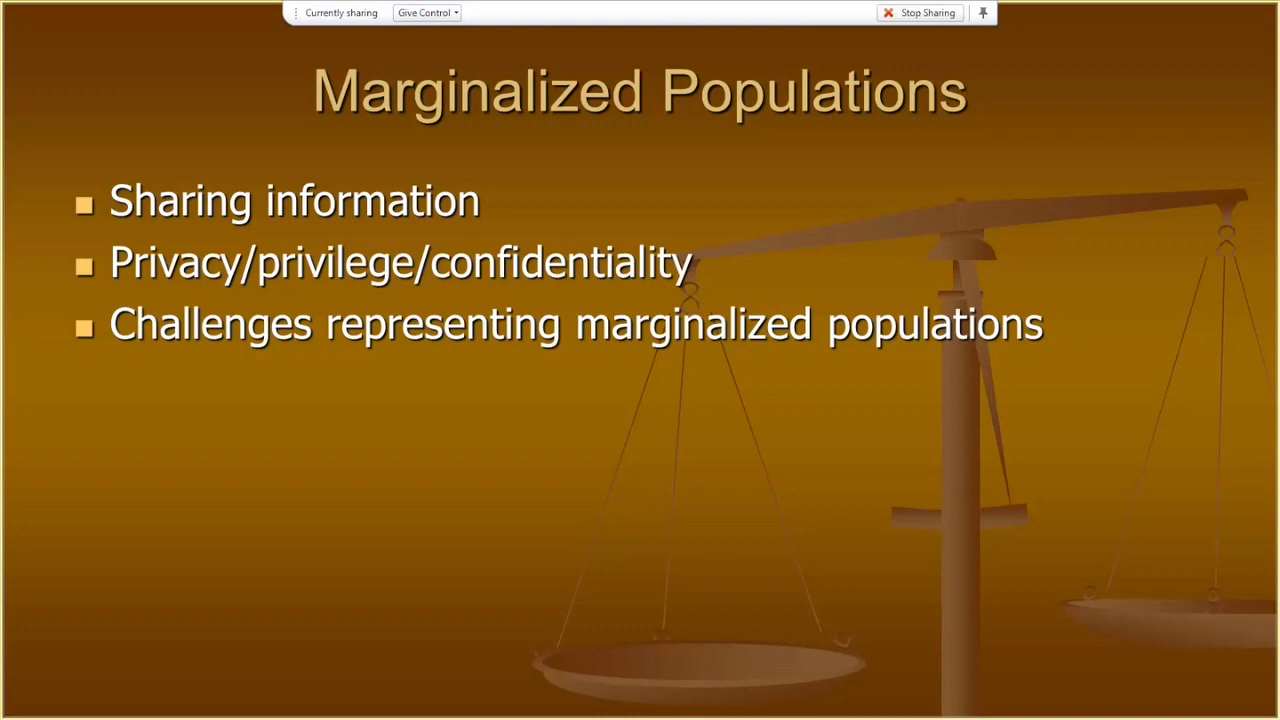 Currently sharing Give Control Stop Sharing
Marginalized Populations
Sharing information
Privacy/privilege/confidentiality
Challenges representing marginalized populations